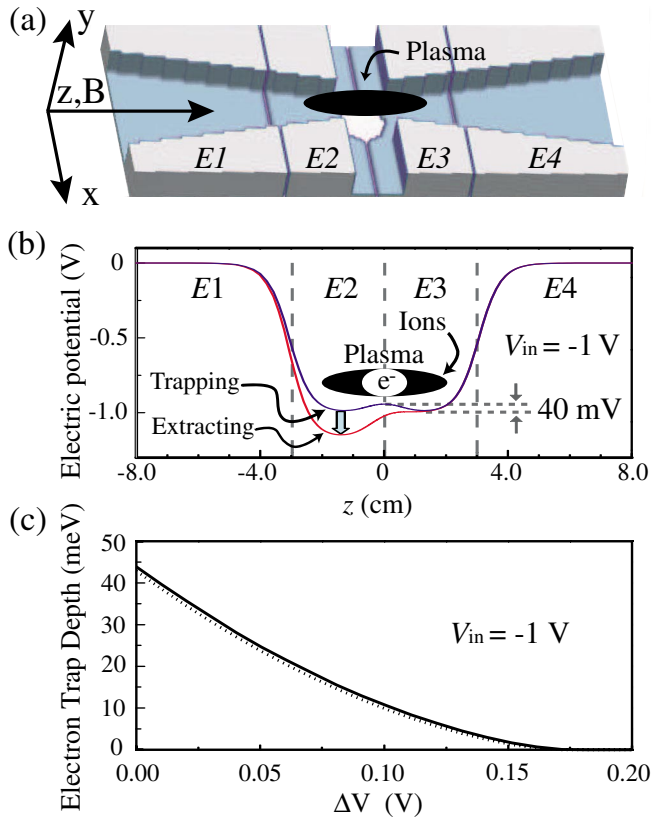 (a)
y
z,B
x
Plasma
E1 E2 E3 E4
(b)
Electric potential (V)
0
-0.5
-1.0
E1 E2 E3 E4
Ions
Plasma
e-
Vin = -1 V
Trapping
Extracting
40 mV
-8.0 -4.0 0 4.0 8.0
z (cm)
(c)
Electron Trap Depth (meV)
50
40
30
20
10
0
Vin = -1 V
0.00 0.05 0.10 0.15 0.20
ΔV (V)